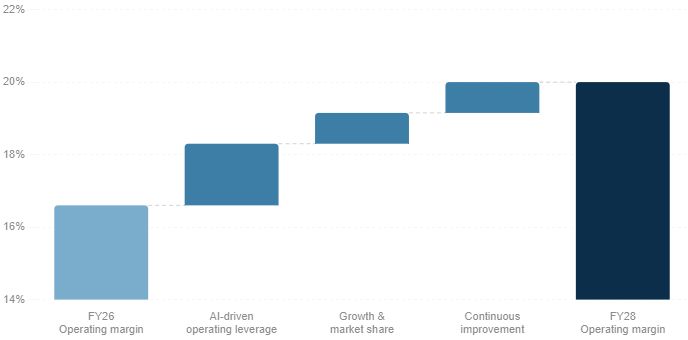 22%
20%
18%
16%
14%
FY26
Operating margin
AI-driven
operating leverage
Growth &
market share
Continuous
improvement
FY28
Operating margin